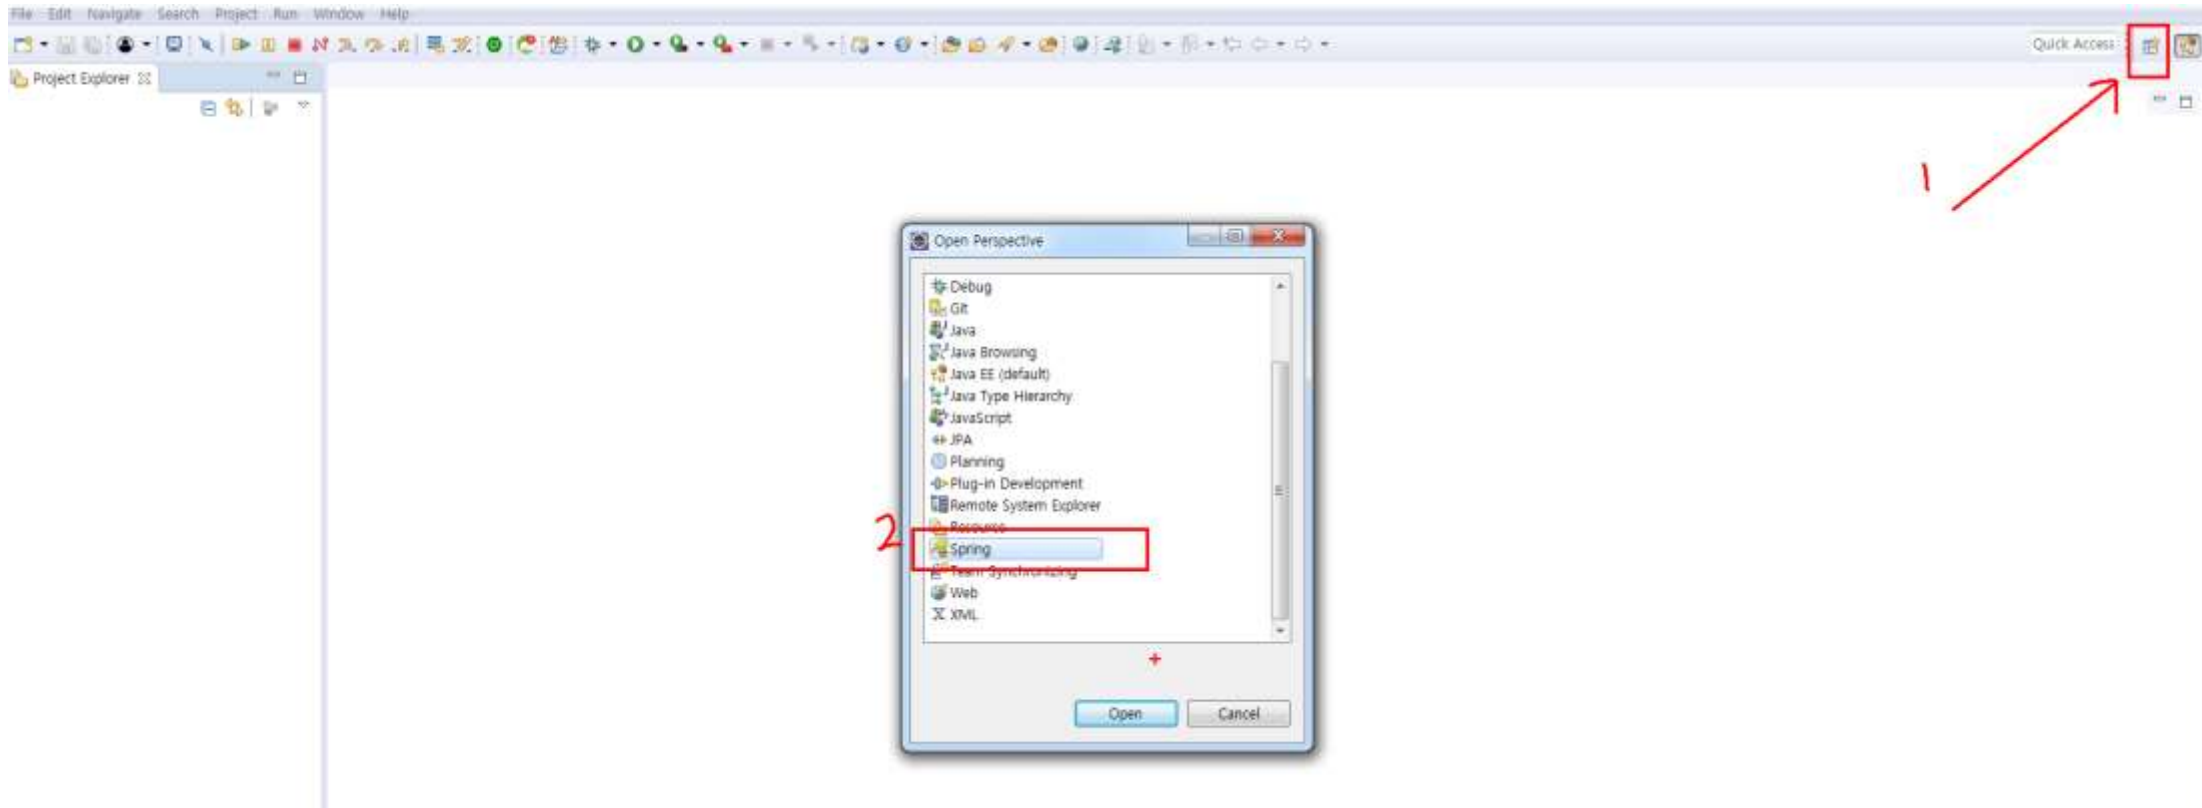 File Edit Navigate Search Project Run Window Help
Quick Access
Project Explorer
1
Open Perspective
Debug
Git
Java
Java Browsing
Java EE (default)
Java Type Hierarchy
JavaScript
JPA
Planning
Plug-in Development
Remote System Explorer
Resource
2
Spring
Team Synchronizing
Web
XML
Open Cancel